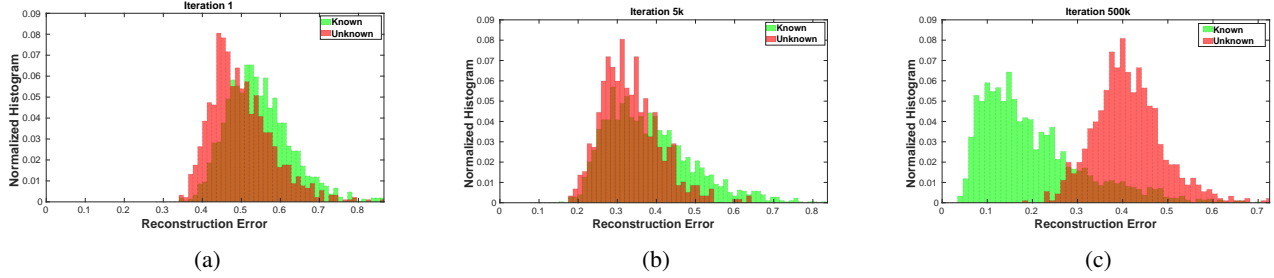 Iteration 1
Normalized Histogram
0.09
0.08
0.07
0.06
0.05
0.04
0.03
0.02
0.01
0
Known
Unknown
0 0.1 0.2 0.3 0.4 0.5 0.6 0.7 0.8
Reconstruction Error
(a)
Iteration 5k
Normalized Histogram
0.09
0.08
0.07
0.06
0.05
0.04
0.03
0.02
0.01
0
Known
Unknown
0 0.1 0.2 0.3 0.4 0.5 0.6 0.7 0.8
Reconstruction Error
(b)
Iteration 500k
Normalized Histogram
0.09
0.08
0.07
0.06
0.05
0.04
0.03
0.02
0.01
0
Known
Unknown
0 0.1 0.2 0.3 0.4 0.5 0.6 0.7
Reconstruction Error
(c)